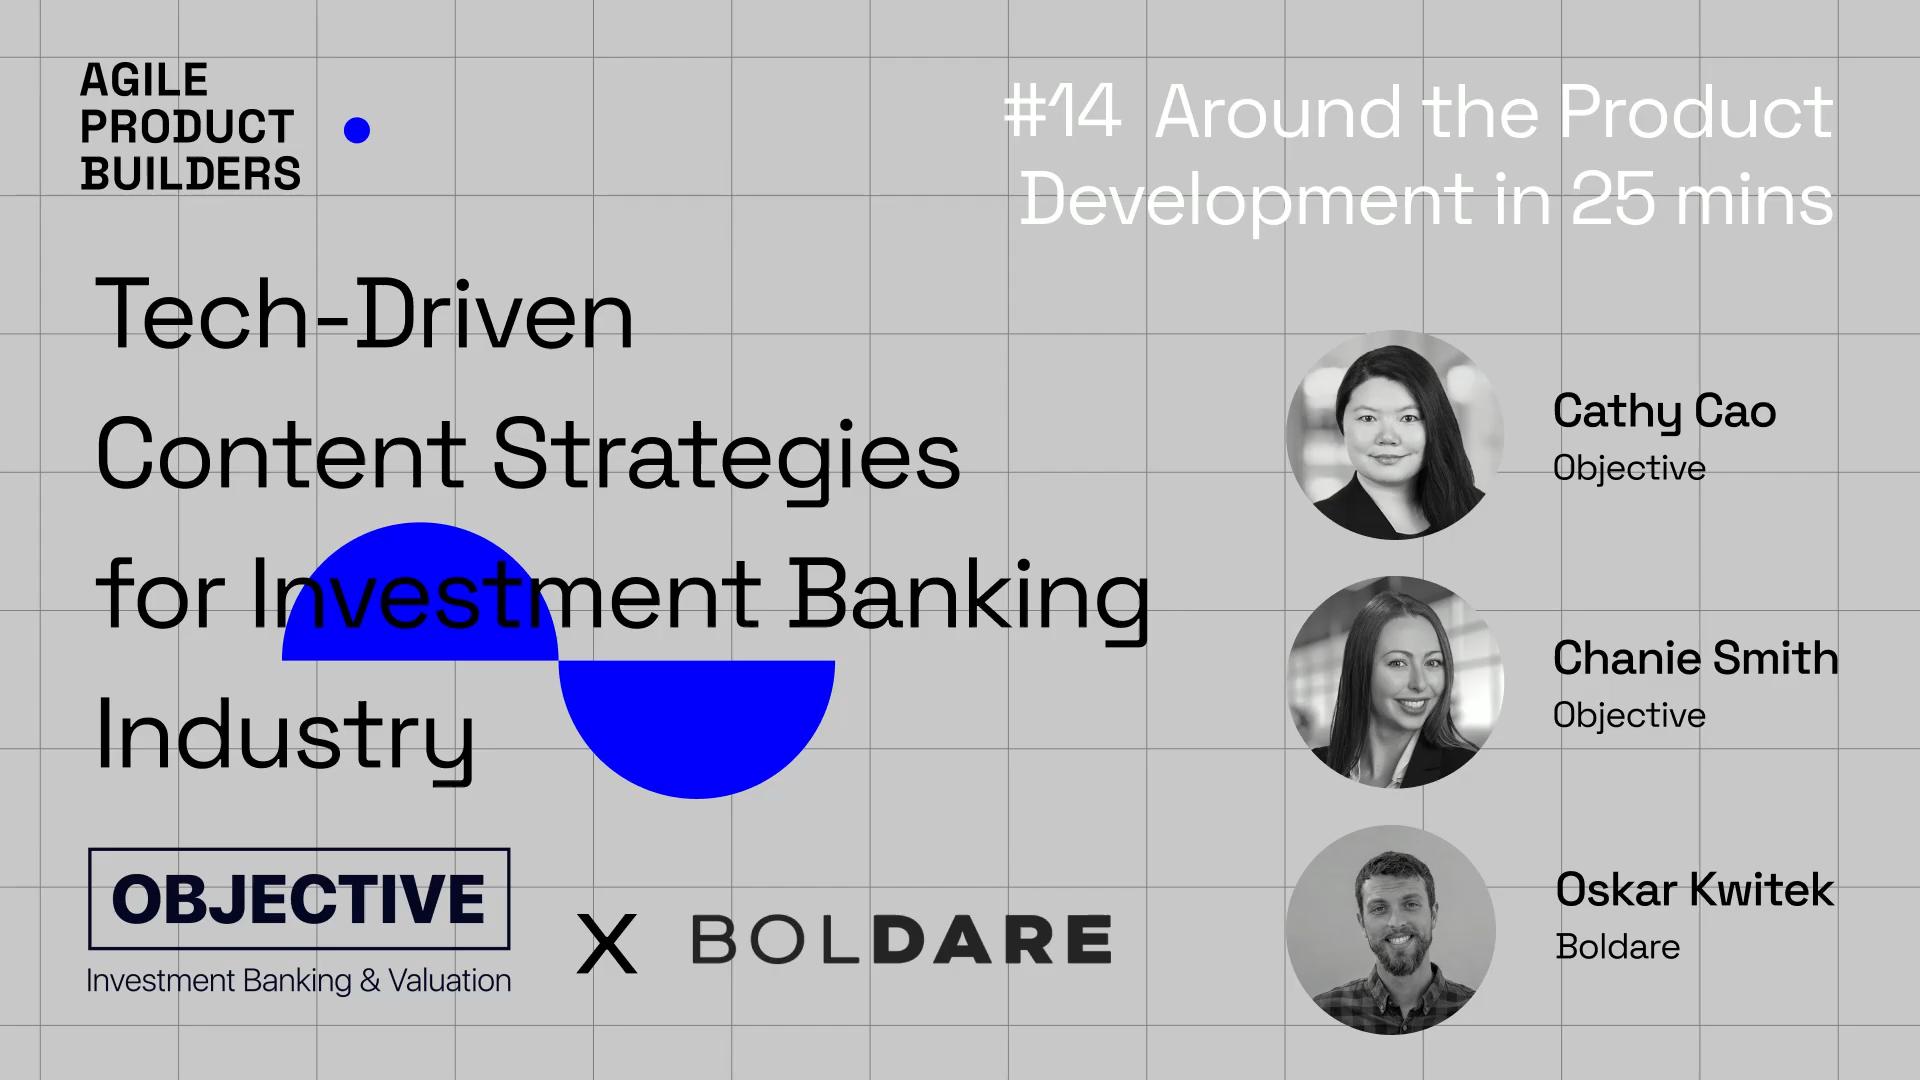 AGILE
PRODUCT
BUILDERS
#14 Around the Product
Development in 25 mins
Tech-Driven
Content Strategies
for Investment Banking
Industry
Cathy Cao
Objective
Chanie Smith
Objective
Oskar Kwitek
Boldare
OBJECTIVE
Investment Banking & Valuation
X
BOLDARE